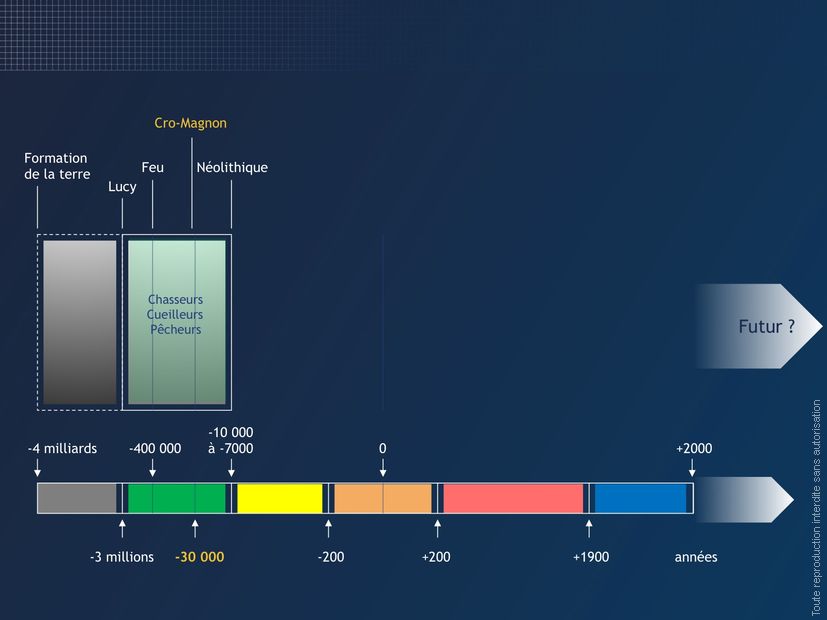 Cro-Magnon
Formation
de la terre
Lucy
Feu
Néolithique
Chasseurs
Cueilleurs
Pêcheurs
Futur ?
-4 milliards
-400 000
-10 000
à -7000
0
+2000
-3 millions
-30 000
-200
+200
+1900
années
Toute reproduction interdite sans autorisation